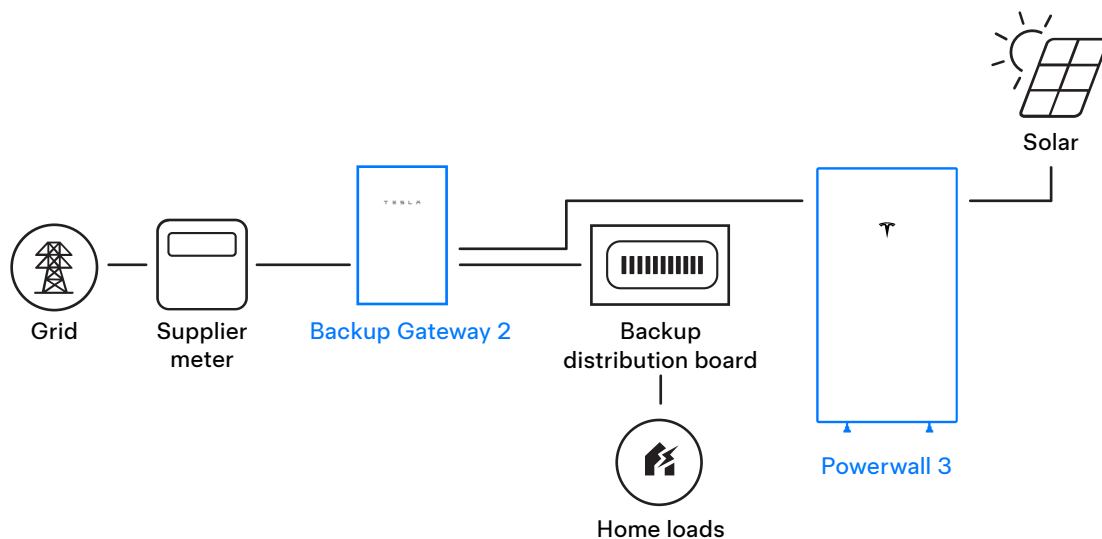 Solar
TESLA
Grid
Supplier
meter
Backup Gateway 2
Backup
distribution board
Powerwall 3
Home loads